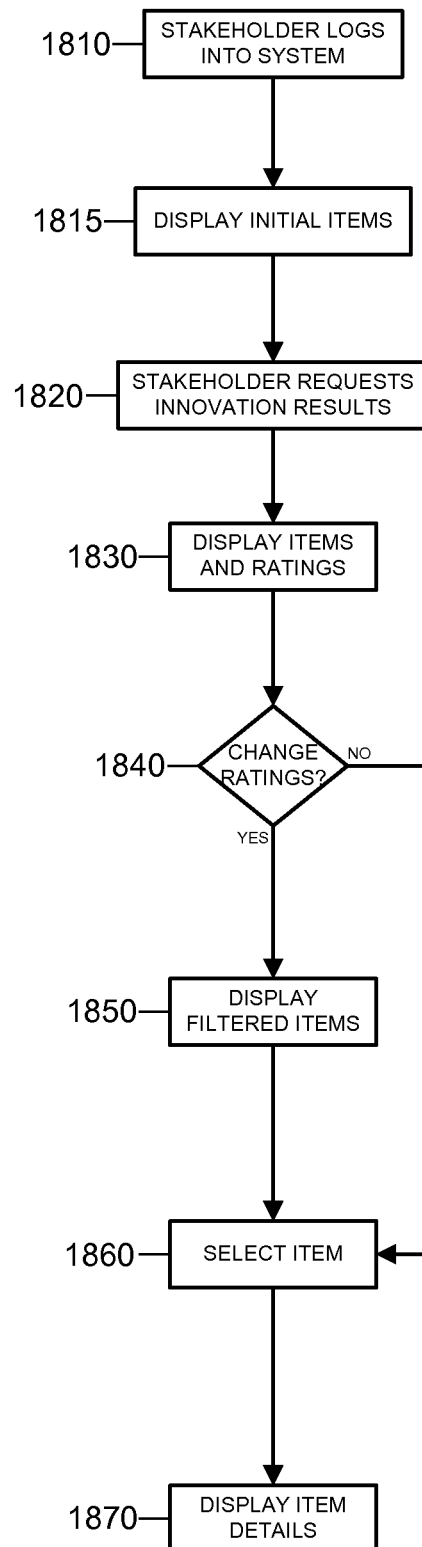 1810
STAKEHOLDER LOGS
INTO SYSTEM
1815
DISPLAY INITIAL ITEMS
1820
STAKEHOLDER REQUESTS
INNOVATION RESULTS
1830
DISPLAY ITEMS
AND RATINGS
1840
CHANGE
RATINGS?
NO
YES
1850
DISPLAY
FILTERED ITEMS
1860
SELECT ITEM
1870
DISPLAY ITEM
DETAILS